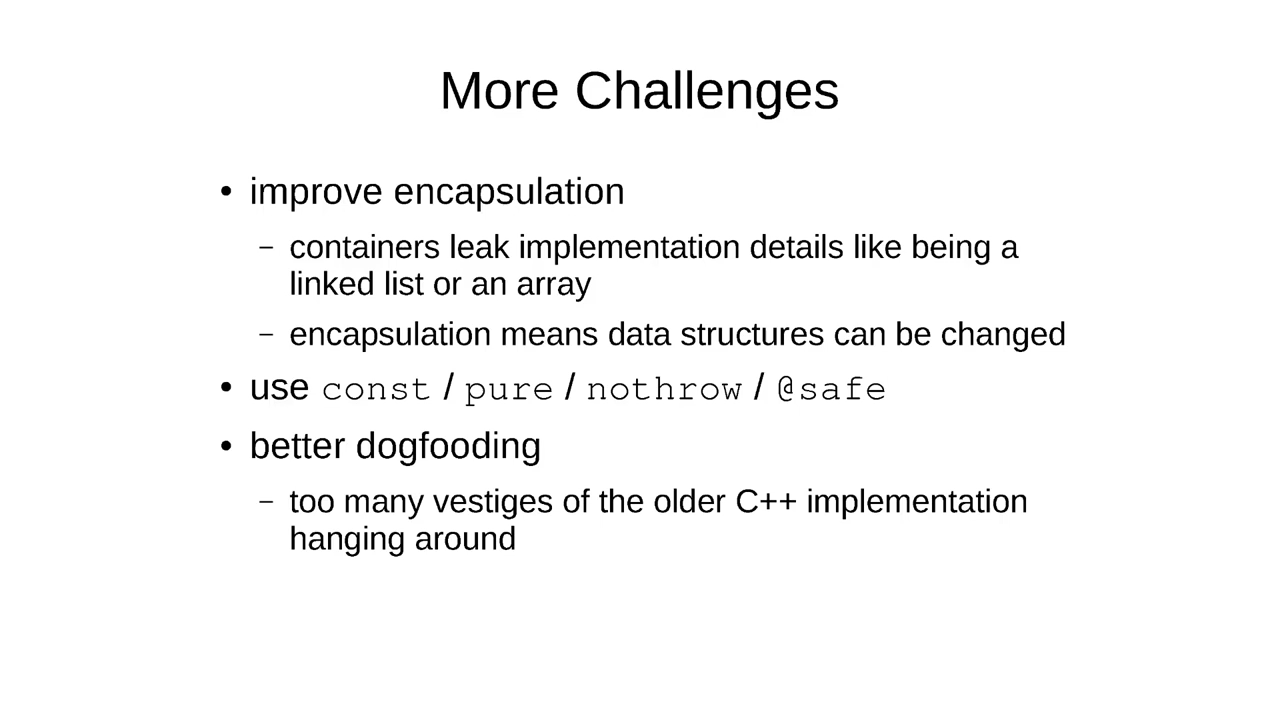 More Challenges
• improve encapsulation
– containers leak implementation details like being a
linked list or an array
– encapsulation means data structures can be changed
• use const / pure / nothrow / @safe
• better dogfooding
– too many vestiges of the older C++ implementation
hanging around